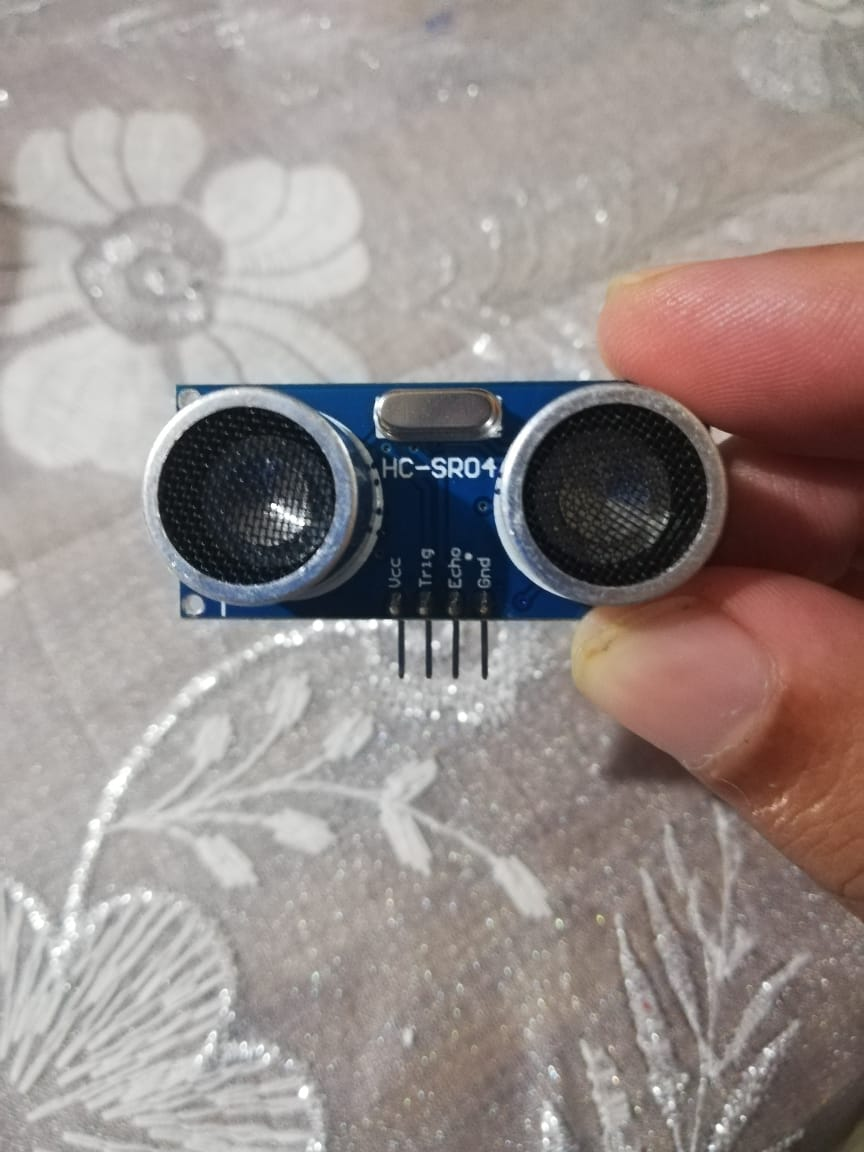 HC-SR04
Vcc
Trig
Echo
Gnd
T